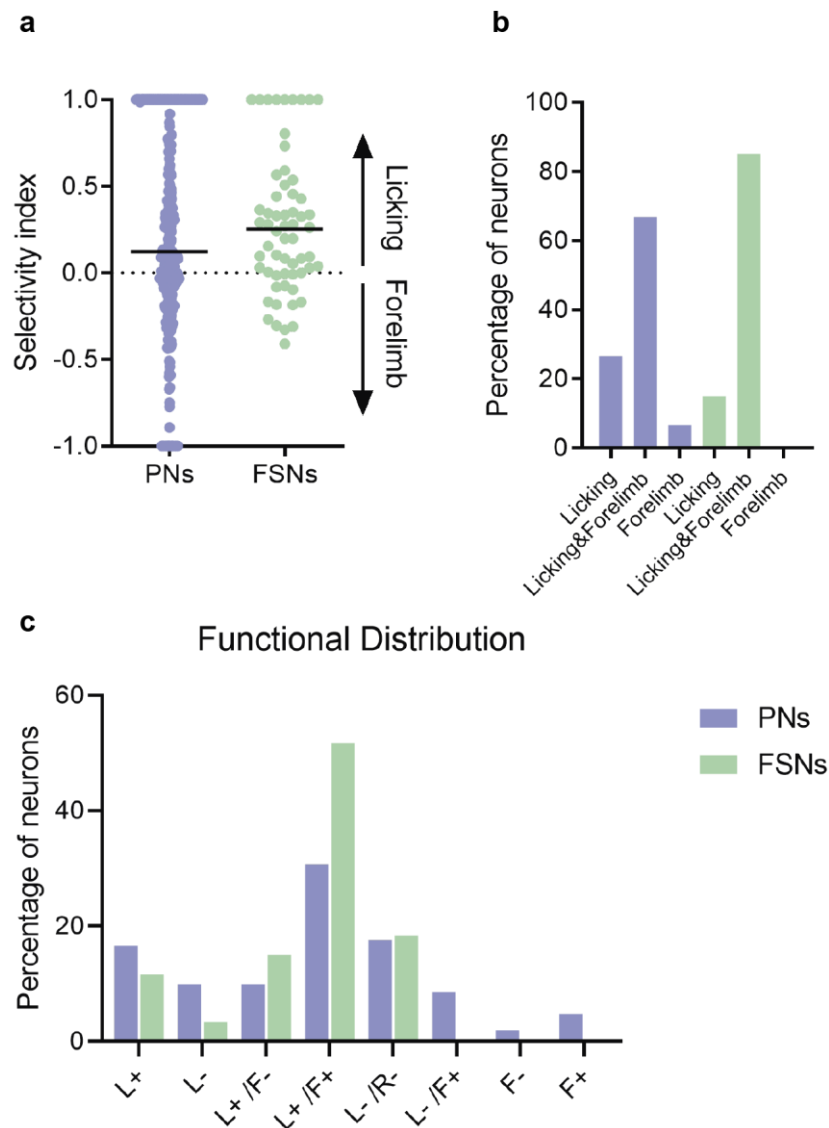 a
1.0
0.5
0.0
-0.5
-1.0
Selectivity index
PNs
FSNs
Licking
Forelimb
b
100
80
60
40
20
0
Percentage of neurons
Licking
Licking&Forelimb
Forelimb
Licking
Licking&Forelimb
Forelimb
c
Functional Distribution
60
40
20
0
Percentage of neurons
L+
L-
L+ /F-
L+ /F+
L- /R-
L- /F+
F-
F+
PNs
FSNs